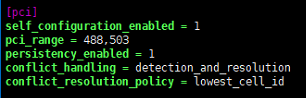 [pci]
self_configuration_enabled = 1
pci_range = 488,503
persistency_enabled = 1
conflict_handling = detection_and_resolution
conflict_resolution_policy = lowest_cell_id